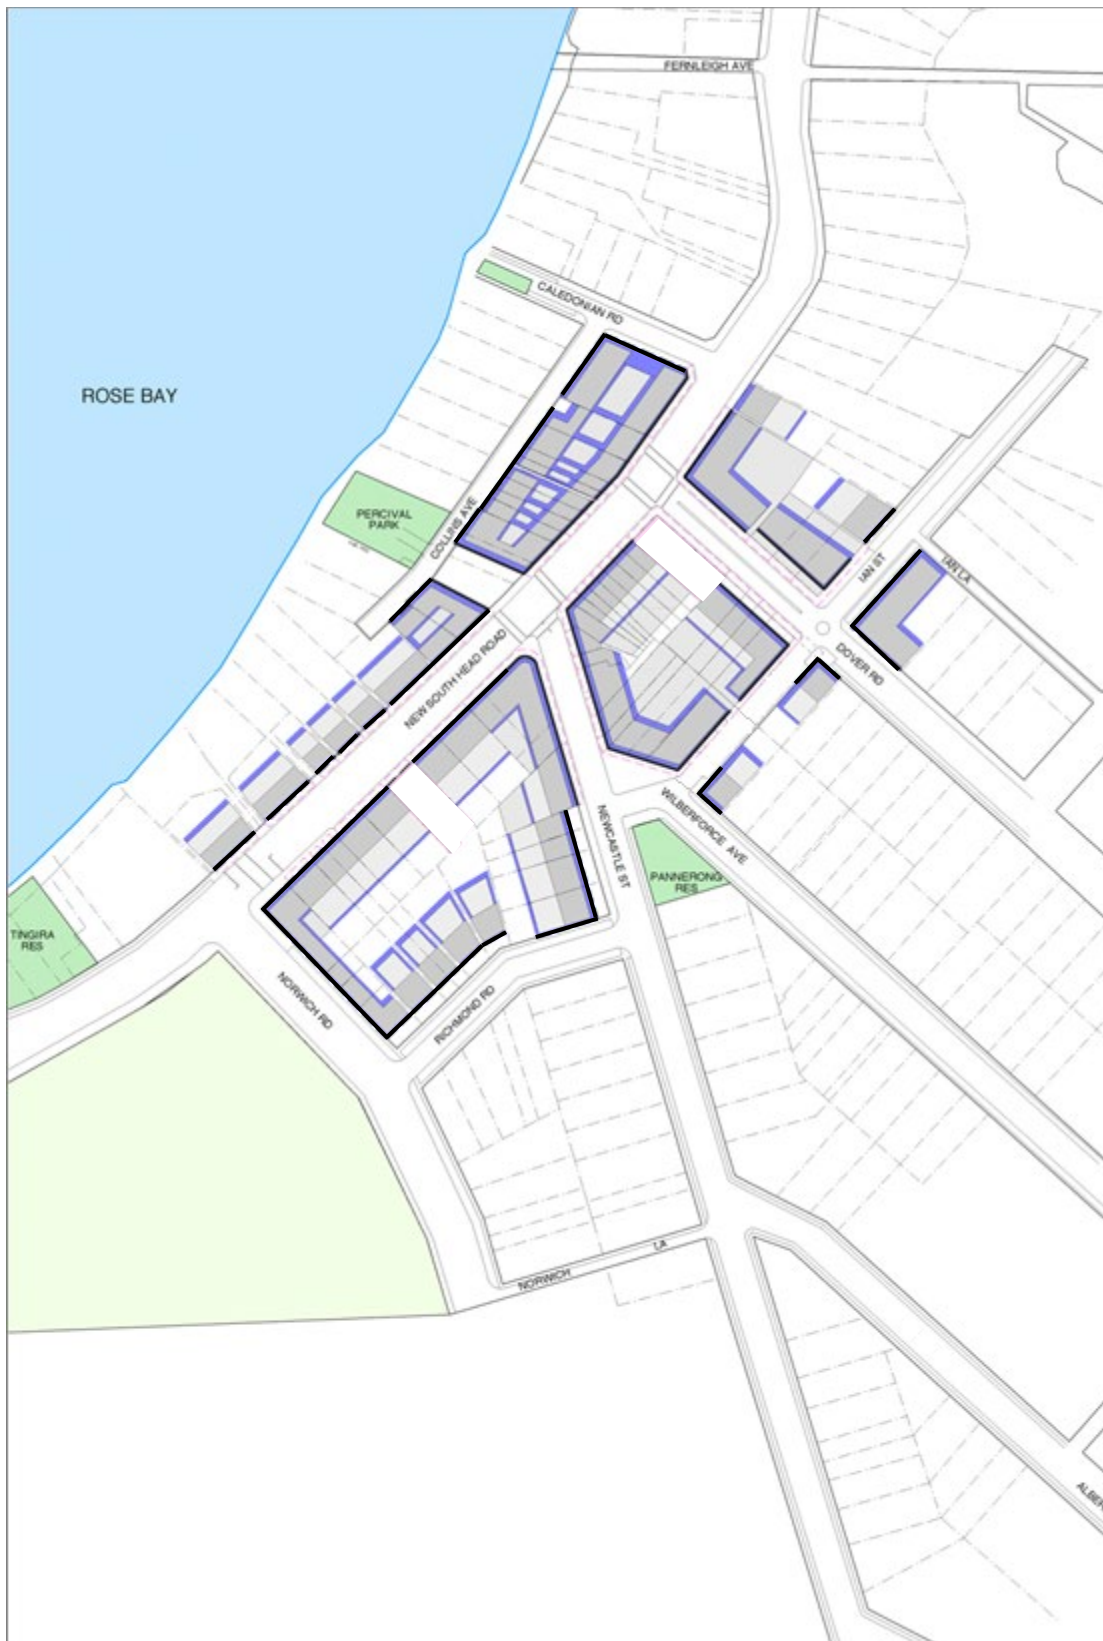 FERNLEIGH AVE
CALEDONIAN RD
ROSE BAY
PERCIVAL
PARK
COLLINS AVE
IAN ST
IAN LA
NEW SOUTH HEAD ROAD
DOVER RD
WILBERFORCE AVE
NEWCASTLE ST
PANNERONG
RES
TINGIRA
RES
NORWICH RD
RICHMOND RD
NORWICH LA
ALBER